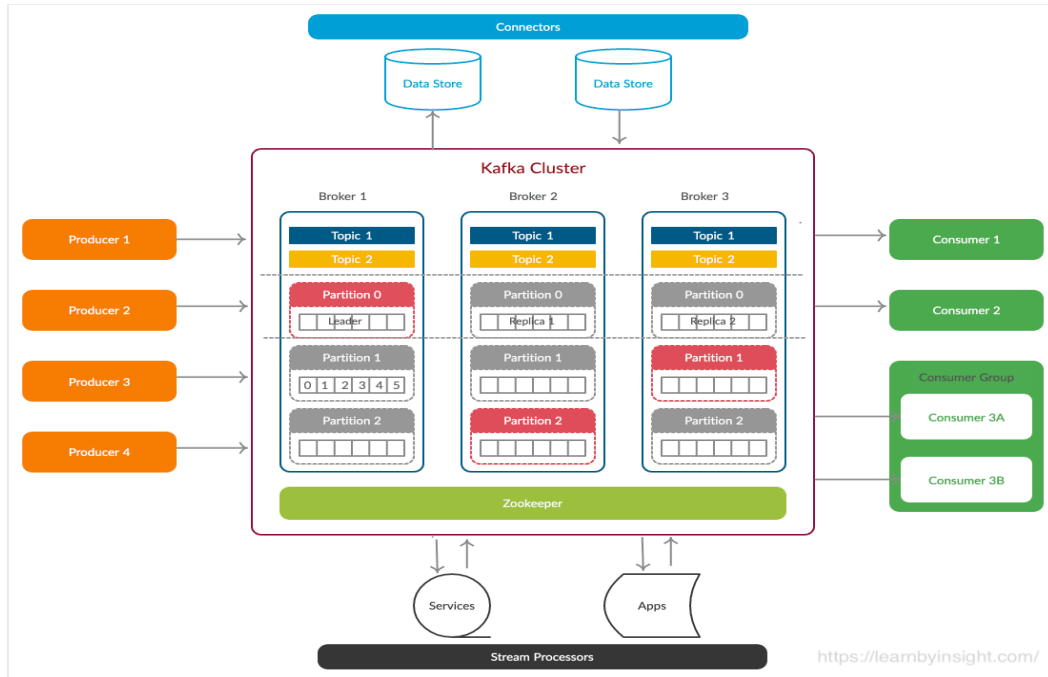 Connectors
Data Store
Data Store
Kafka Cluster
Broker 1
Broker 2
Broker 3
Producer 1
Topic 1
Topic 1
Topic 1
Consumer 1
Topic 2
Topic 2
Topic 2
Producer 2
Partition 0
Partition 0
Partition 0
Consumer 2
Leader
Replica 1
Replica 2
Producer 3
Partition 1
Partition 1
Partition 1
Consumer Group
0 1 2 3 4 5
Consumer 3A
Producer 4
Partition 2
Partition 2
Partition 2
Consumer 3B
Zookeeper
Services
Apps
Stream Processors
https://learnbyinsight.com/